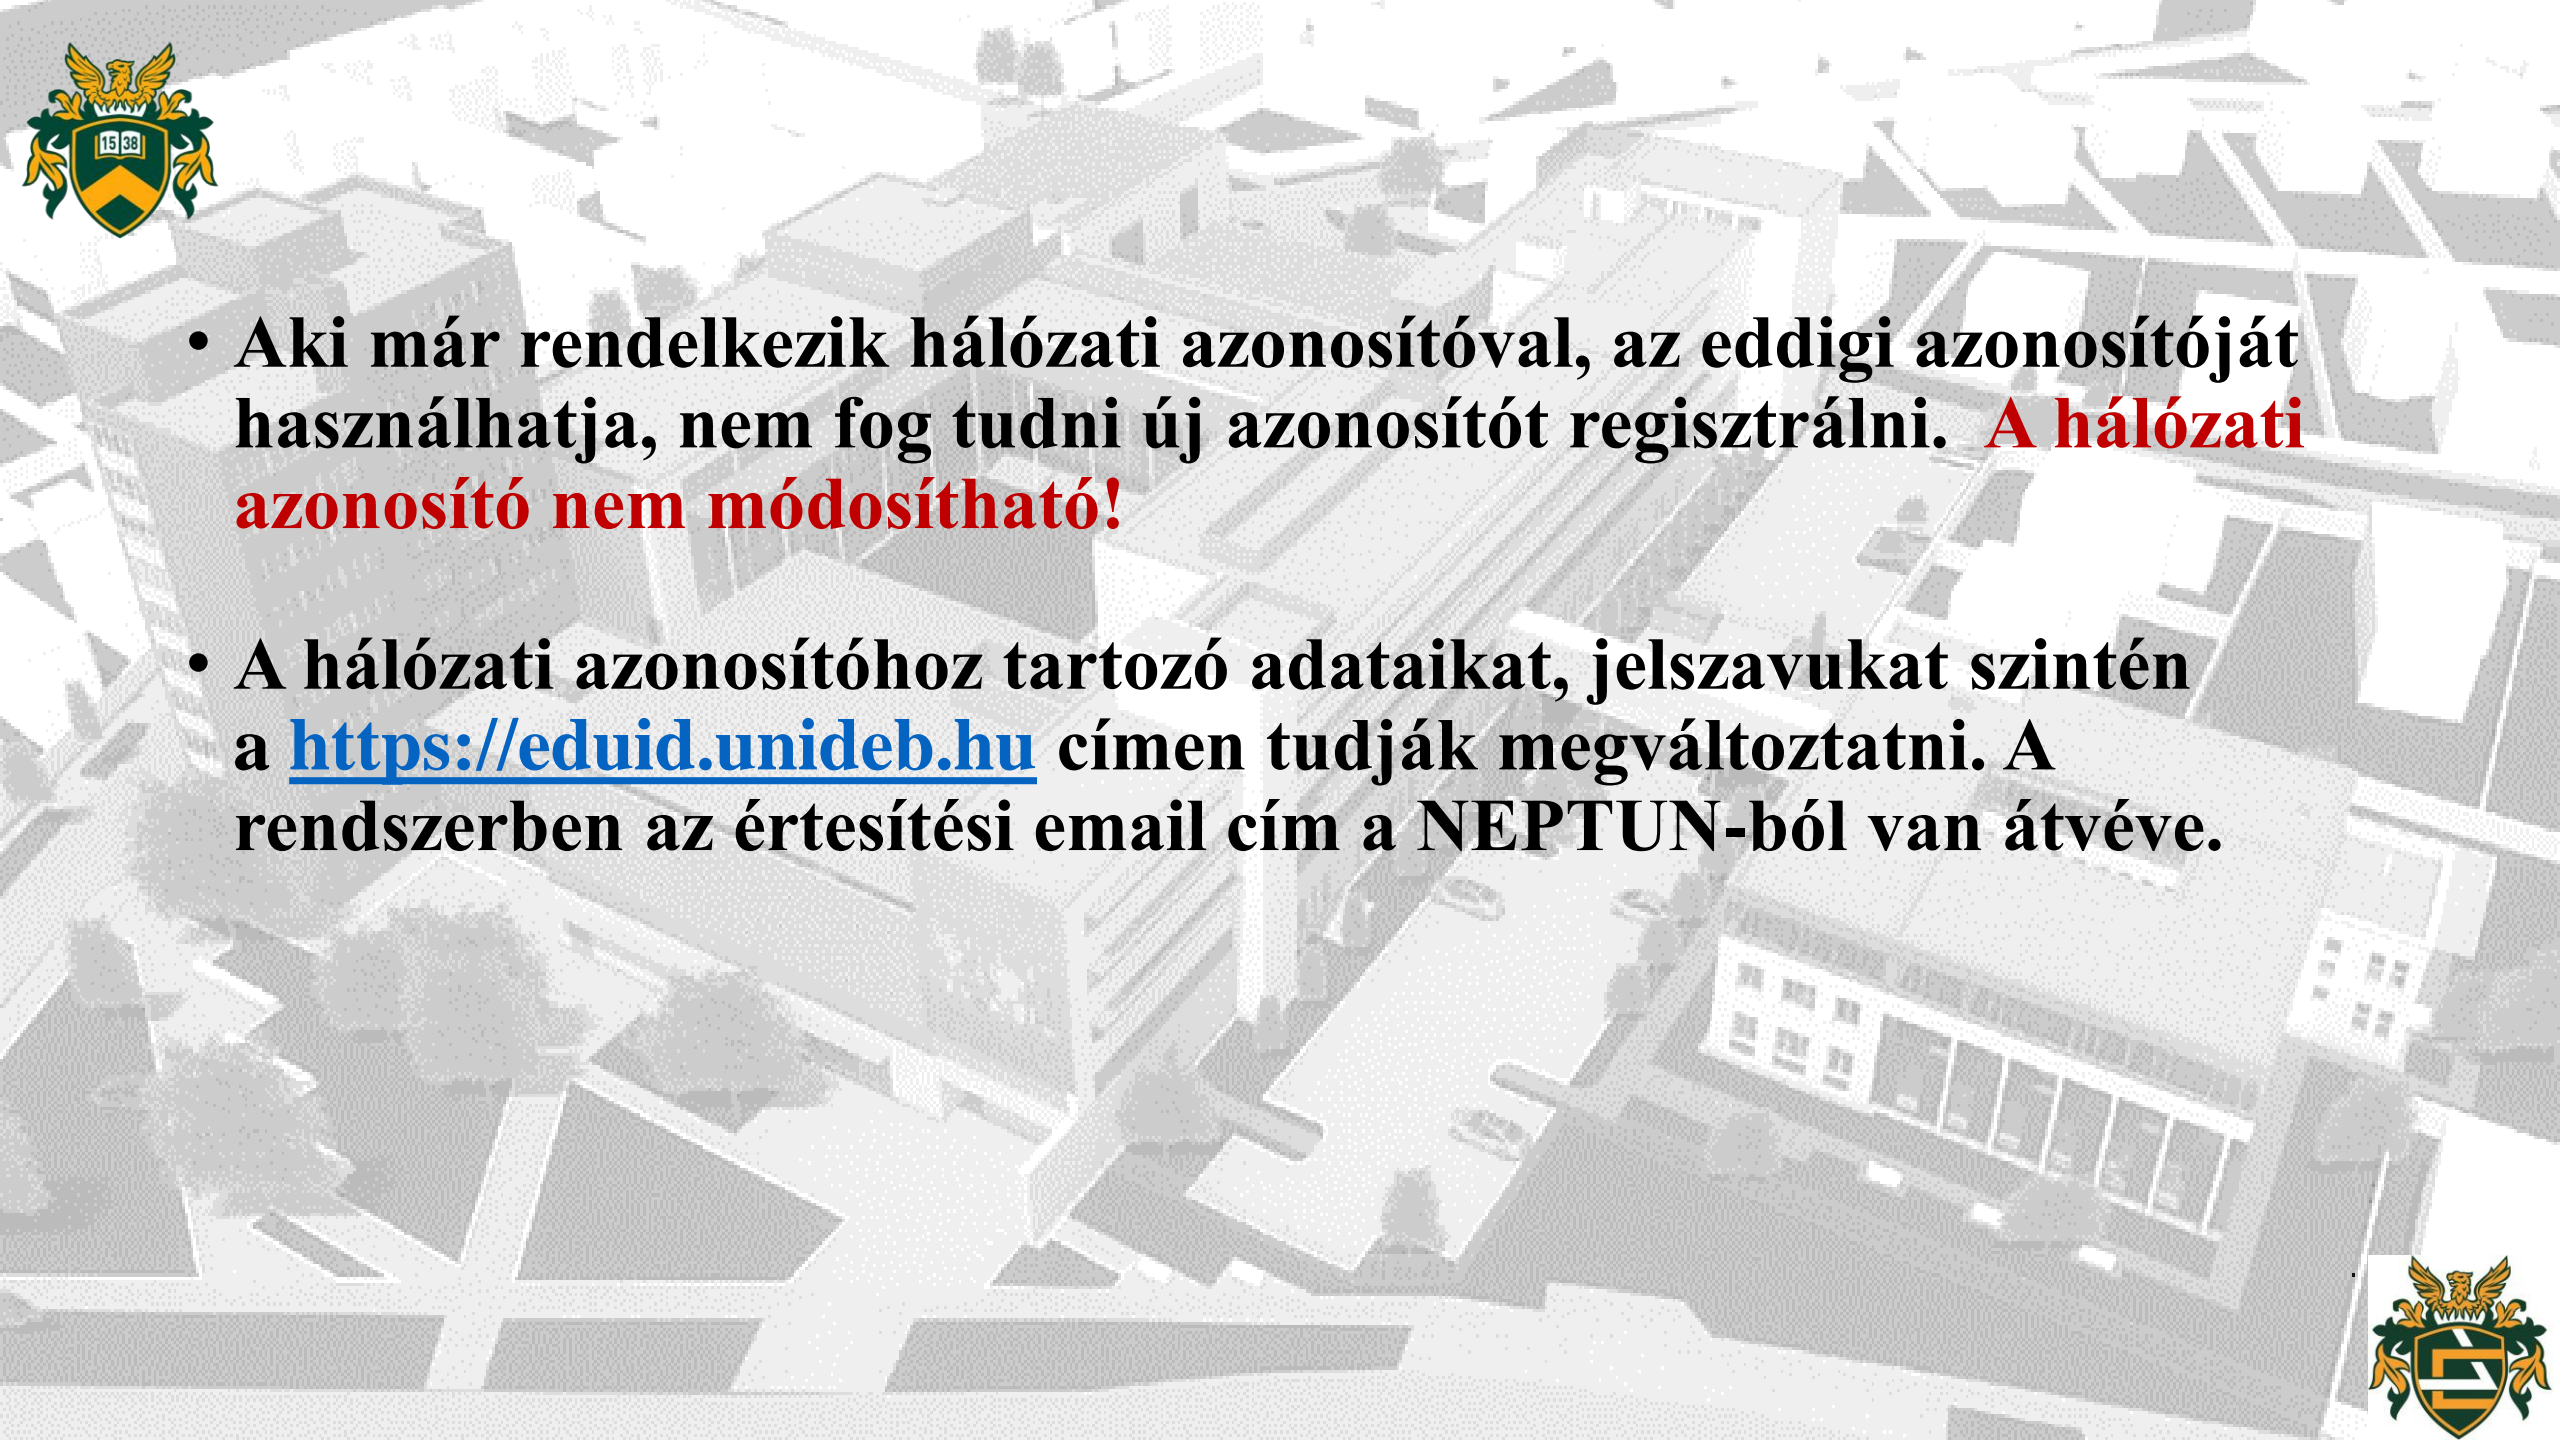 15 38
• Aki már rendelkezik hálózati azonosítóval, az eddigi azonosítóját
használhatja, nem fog tudni új azonosítót regisztrálni.  A hálózati
azonosító nem módosítható!
• A hálózati azonosítóhoz tartozó adataikat, jelszavukat szintén
a https://eduid.unideb.hu címen tudják megváltoztatni. A
rendszerben az értesítési email cím a NEPTUN-ból van átvéve.
.